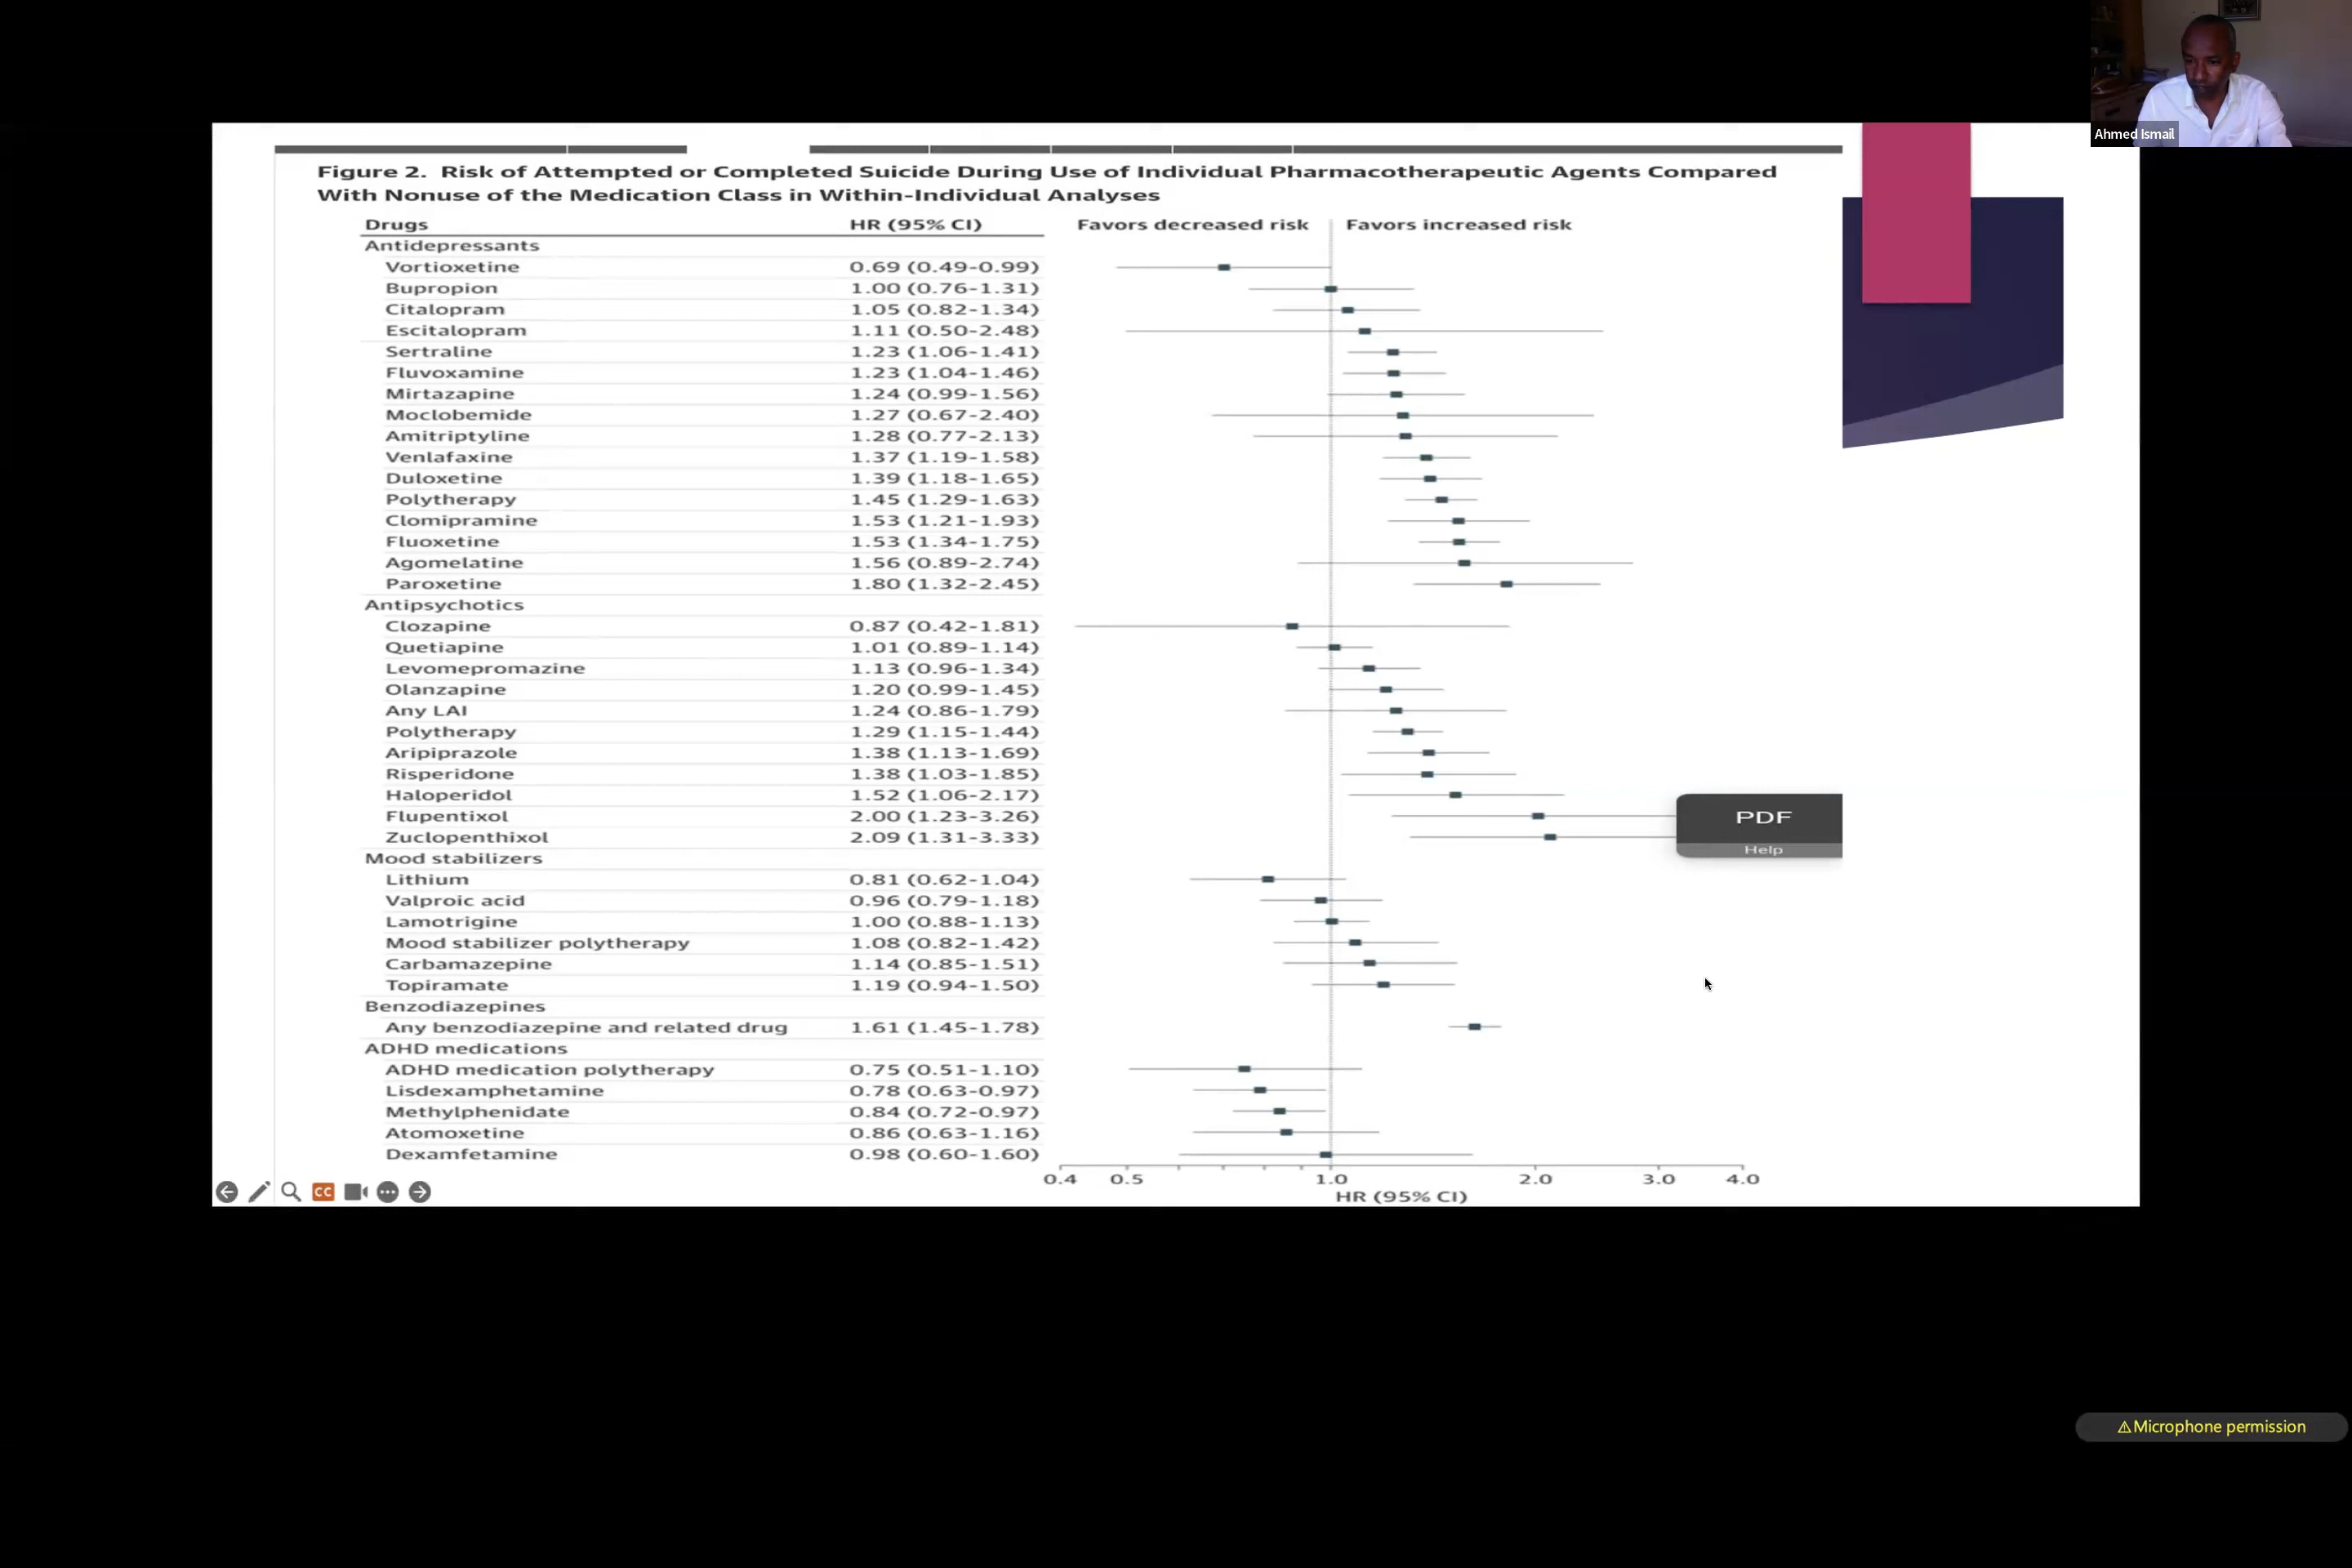 Ahmed Ismail
Figure 2. Risk of Attempted or Completed Suicide During Use of Individual Pharmacotherapeutic Agents Compared
With Nonuse of the Medication Class in Within-Individual Analyses
Drugs HR (95% CI) Favors decreased risk Favors increased risk
Antidepressants
Vortioxetine 0.69 (0.49-0.99)
Bupropion 1.00 (0.76-1.31)
Citalopram 1.05 (0.82-1.34)
Escitalopram 1.11 (0.50-2.48)
Sertraline 1.23 (1.06-1.41)
Fluvoxamine 1.23 (1.04-1.46)
Mirtazapine 1.24 (0.99-1.56)
Moclobemide 1.27 (0.67-2.40)
Amitriptyline 1.28 (0.77-2.13)
Venlafaxine 1.37 (1.19-1.58)
Duloxetine 1.39 (1.18-1.65)
Polytherapy 1.45 (1.29-1.63)
Clomipramine 1.53 (1.21-1.93)
Fluoxetine 1.53 (1.34-1.75)
Agomelatine 1.56 (0.89-2.74)
Paroxetine 1.80 (1.32-2.45)
Antipsychotics
Clozapine 0.87 (0.42-1.81)
Quetiapine 1.01 (0.89-1.14)
Levomepromazine 1.13 (0.96-1.34)
Olanzapine 1.20 (0.99-1.45)
Any LAI 1.24 (0.86-1.79)
Polytherapy 1.29 (1.15-1.44)
Aripiprazole 1.38 (1.13-1.69)
Risperidone 1.38 (1.03-1.85)
Haloperidol 1.52 (1.06-2.17)
Flupentixol 2.00 (1.23-3.26)
PDF
Zuclopenthixol 2.09 (1.31-3.33)
Help
Mood stabilizers
Lithium 0.81 (0.62-1.04)
Valproic acid 0.96 (0.79-1.18)
Lamotrigine 1.00 (0.88-1.13)
Mood stabilizer polytherapy 1.08 (0.82-1.42)
Carbamazepine 1.14 (0.85-1.51)
Topiramate 1.19 (0.94-1.50)
Benzodiazepines
Any benzodiazepine and related drug 1.61 (1.45-1.78)
ADHD medications
ADHD medication polytherapy 0.75 (0.51-1.10)
Lisdexamphetamine 0.78 (0.63-0.97)
Methylphenidate 0.84 (0.72-0.97)
Atomoxetine 0.86 (0.63-1.16)
Dexamfetamine 0.98 (0.60-1.60)
0.4 0.5 1.0 2.0 3.0 4.0
HR (95% CI)
CC
Microphone permission